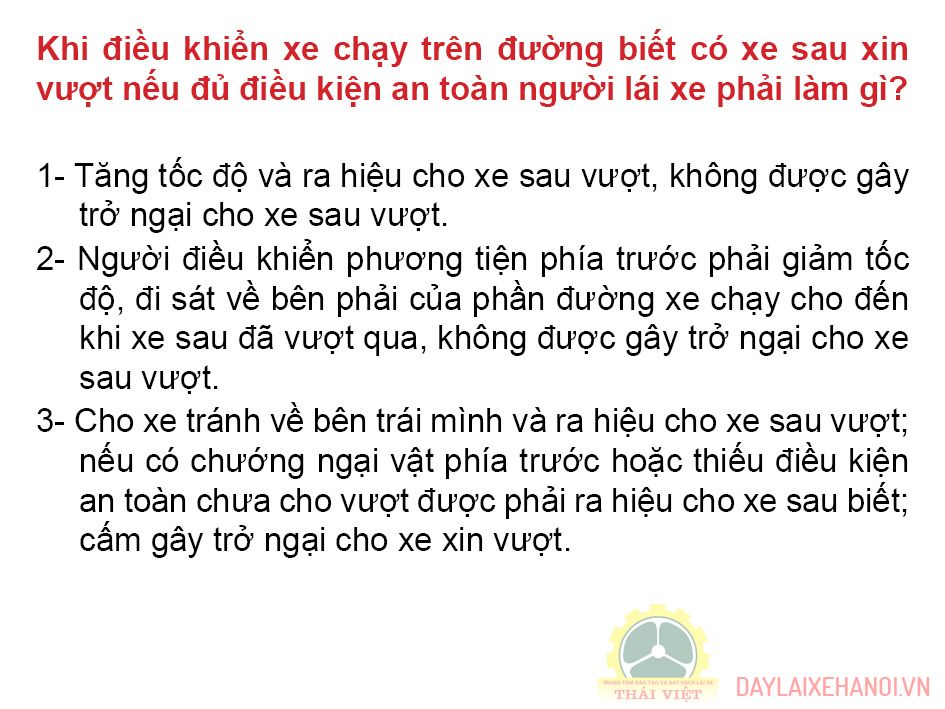 Khi điều khiển xe chạy trên đường biết có xe sau xin
vượt nếu đủ điều kiện an toàn người lái xe phải làm gì?
1- Tăng tốc độ và ra hiệu cho xe sau vượt, không được gây
trở ngại cho xe sau vượt.
2- Người điều khiển phương tiện phía trước phải giảm tốc
độ, đi sát về bên phải của phần đường xe chạy cho đến
khi xe sau đã vượt qua, không được gây trở ngại cho xe
sau vượt.
3- Cho xe tránh về bên trái mình và ra hiệu cho xe sau vượt;
nếu có chướng ngại vật phía trước hoặc thiếu điều kiện
an toàn chưa cho vượt được phải ra hiệu cho xe sau biết;
cấm gây trở ngại cho xe xin vượt.
TRUNG TÂM ĐÀO TẠO VÀ SÁT HẠCH LÁI XE
THÁI VIỆT
DAYLAIXEHANOI.VN